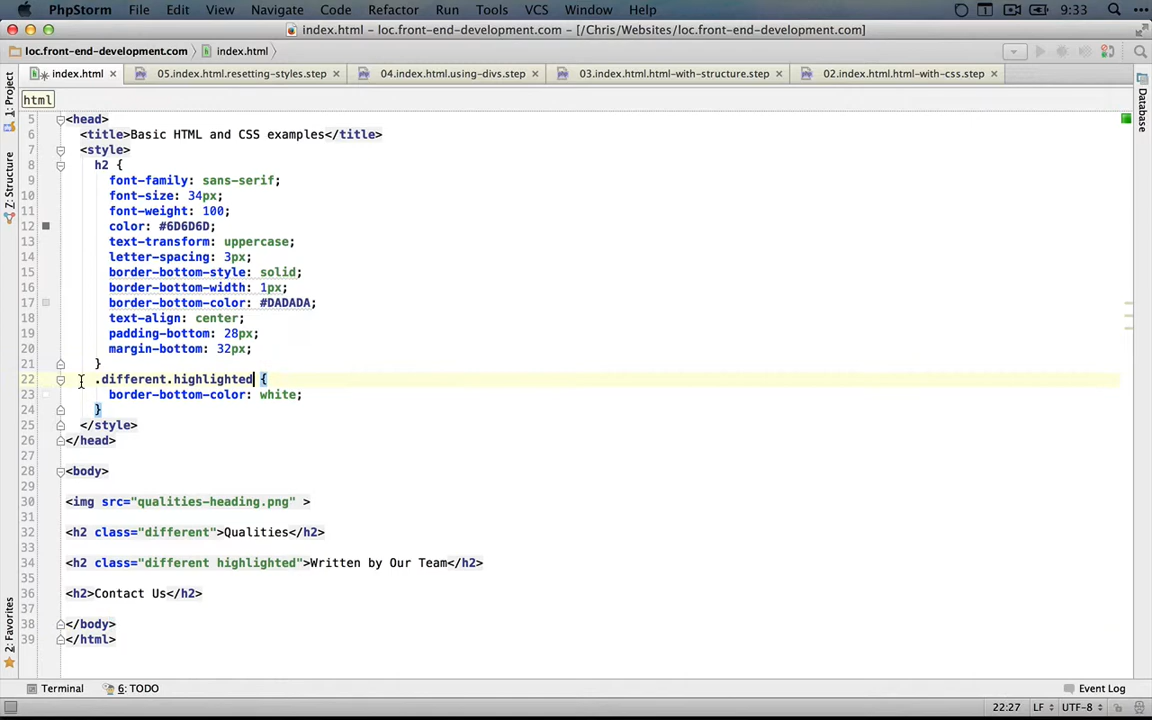 PhpStorm File Edit View Navigate Code Refactor Run Tools VCS Window Help 9:33
index.html - loc.front-end-development.com - [/Chris/Websites/loc.front-end-development.com]
loc.front-end-development.com index.html
index.html 05.index.html.resetting-styles.step 04.index.html.using-divs.step 03.index.html.html-with-structure.step 02.index.html.html-with-css.step
html
1: Project
Z: Structure
2: Favorites
Database
5 <head>
6 <title>Basic HTML and CSS examples</title>
7 <style>
8 h2 {
9 font-family: sans-serif;
10 font-size: 34px;
11 font-weight: 100;
12 color: #6D6D6D;
13 text-transform: uppercase;
14 letter-spacing: 3px;
15 border-bottom-style: solid;
16 border-bottom-width: 1px;
17 border-bottom-color: #DADADA;
18 text-align: center;
19 padding-bottom: 28px;
20 margin-bottom: 32px;
21 }
22 .different.highlighted {
23 border-bottom-color: white;
24 }
25 </style>
26 </head>
27
28 <body>
29
30 <img src="qualities-heading.png" >
31
32 <h2 class="different">Qualities</h2>
33
34 <h2 class="different highlighted">Written by Our Team</h2>
35
36 <h2>Contact Us</h2>
37
38 </body>
39 </html>
Terminal 6: TODO Event Log
22:27 LF UTF-8